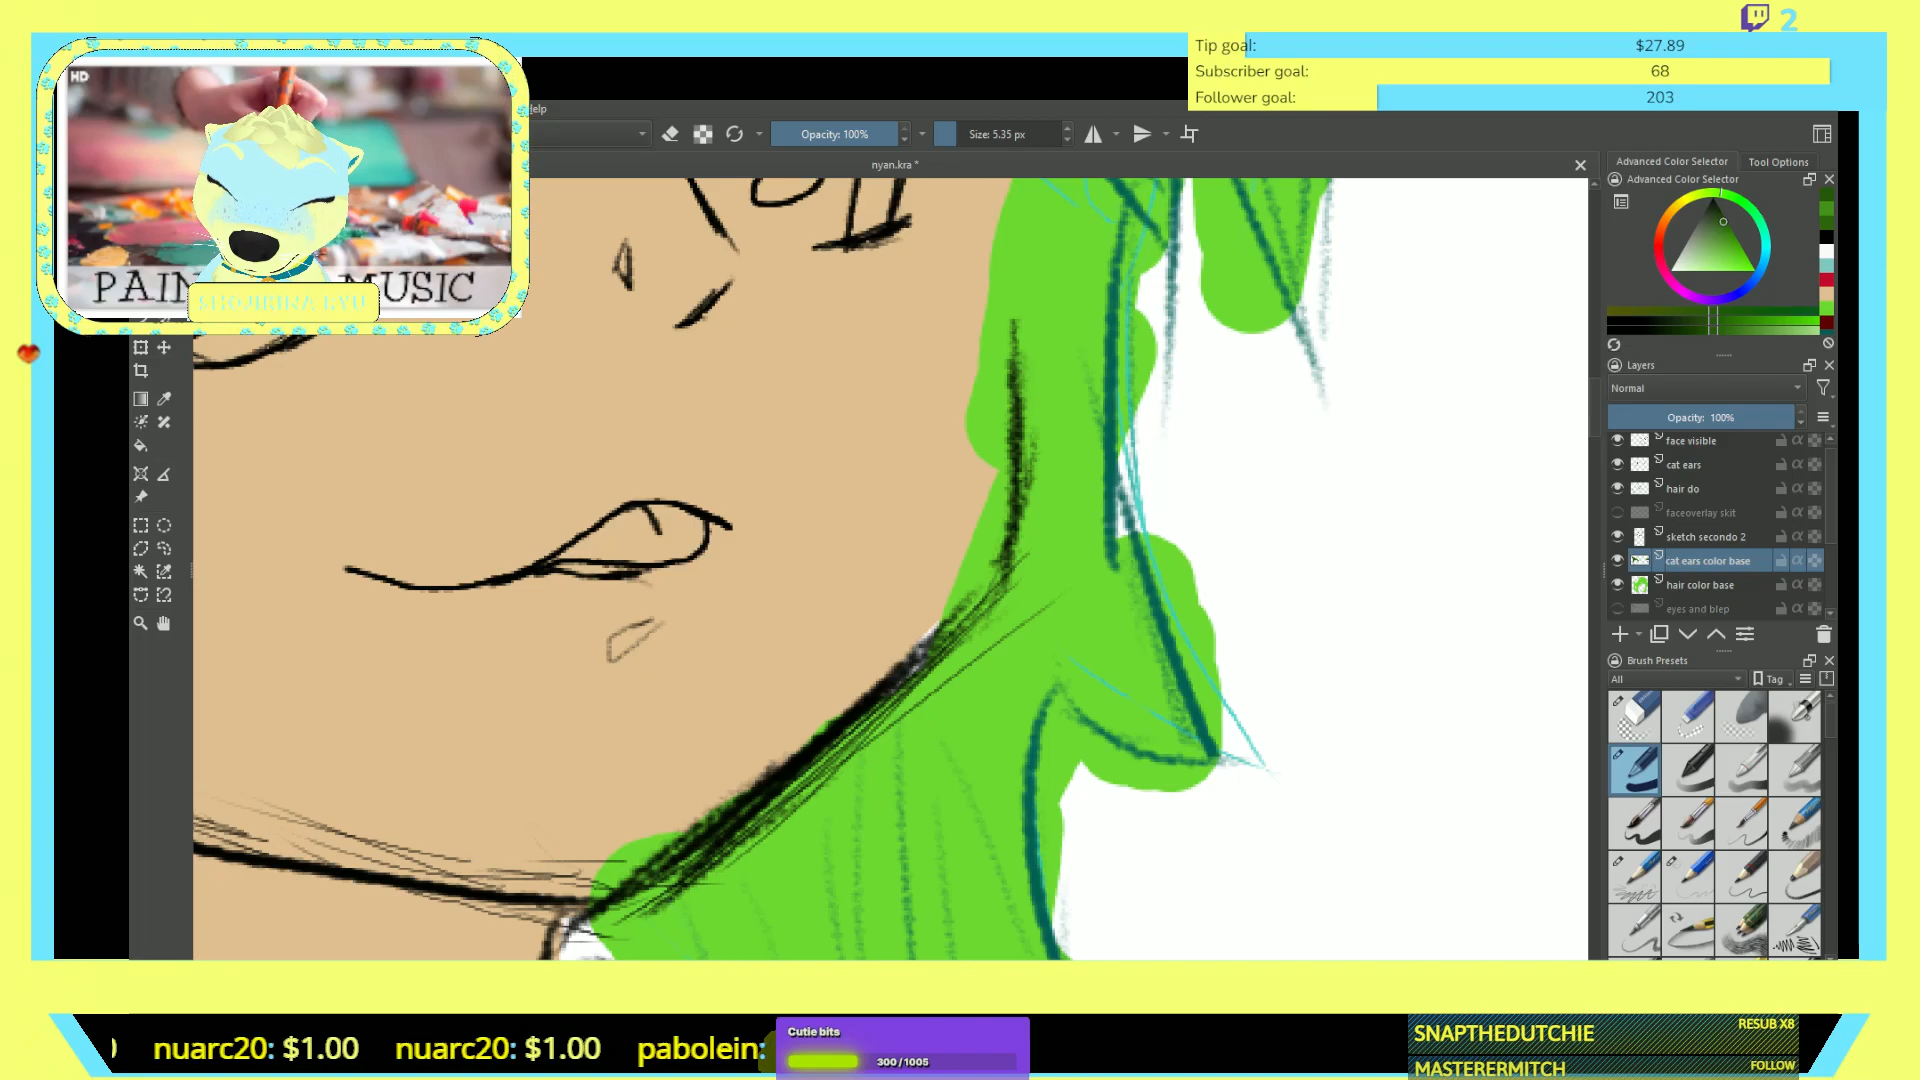 2
Tip goal: $27.89
Subscriber goal: 68
Follower goal: 203
HD
elp
Opacity: 100%
Size: 5.35 px
nyan.kra *
Advanced Color Selector
Tool Options
Advanced Color Selector
PAIN
MUSIC
Layers
Normal
Opacity: 100%
face visible
cat ears
hair do
faceoverlay skit
sketch secondo 2
cat ears color base
hair color base
eyes and blep
Brush Presets
All
Tag
nuarc20: $1.00 nuarc20: $1.00 pabolein:
Cutie bits
300 / 1005
SNAPTHEDUTCHIE RESUB X8
MASTERERMITCH FOLLOW